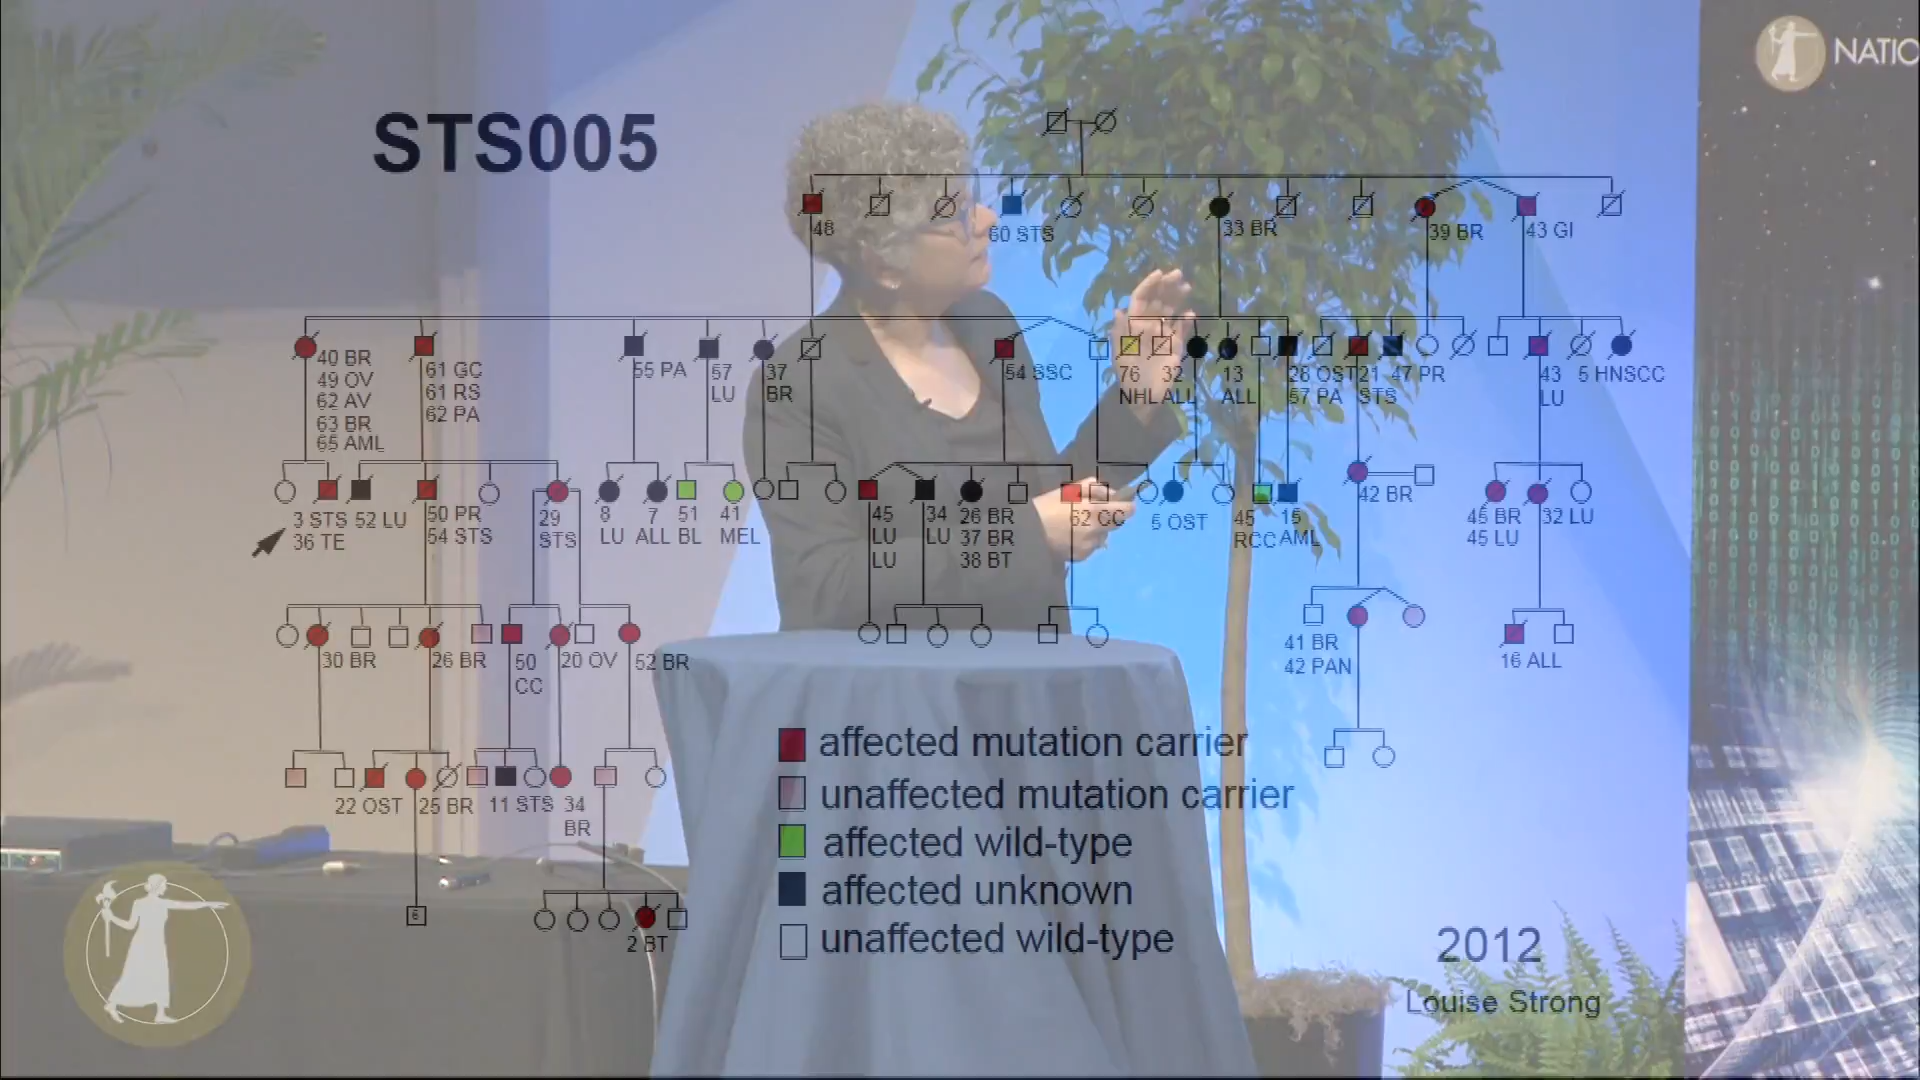 NATIO
STS005
48
60 STS
33 BR
39 BR
43 GI
40 BR
49 OV
62 AV
63 BR
65 AML
61 GC
61 RS
62 PA
55 PA
57
LU
37
BR
54 SSC
76
NHL
32
ALL
13
ALL
28 OST
57 PA
21
STS
47 PR
43
LU
5 HNSCC
3 STS
36 TE
52 LU
50 PR
54 STS
29
STS
8
LU
7
ALL
51
BL
41
MEL
45
LU
LU
34
LU
26 BR
37 BR
38 BT
62 CC
5 OST
45
RCC
15
AML
42 BR
45 BR
45 LU
32 LU
30 BR
26 BR
50
CC
20 OV
52 BR
41 BR
42 PAN
16 ALL
22 OST
25 BR
11 STS
34
BR
6
2 BT
affected mutation carrier
unaffected mutation carrier
affected wild-type
affected unknown
unaffected wild-type
2012
Louise Strong